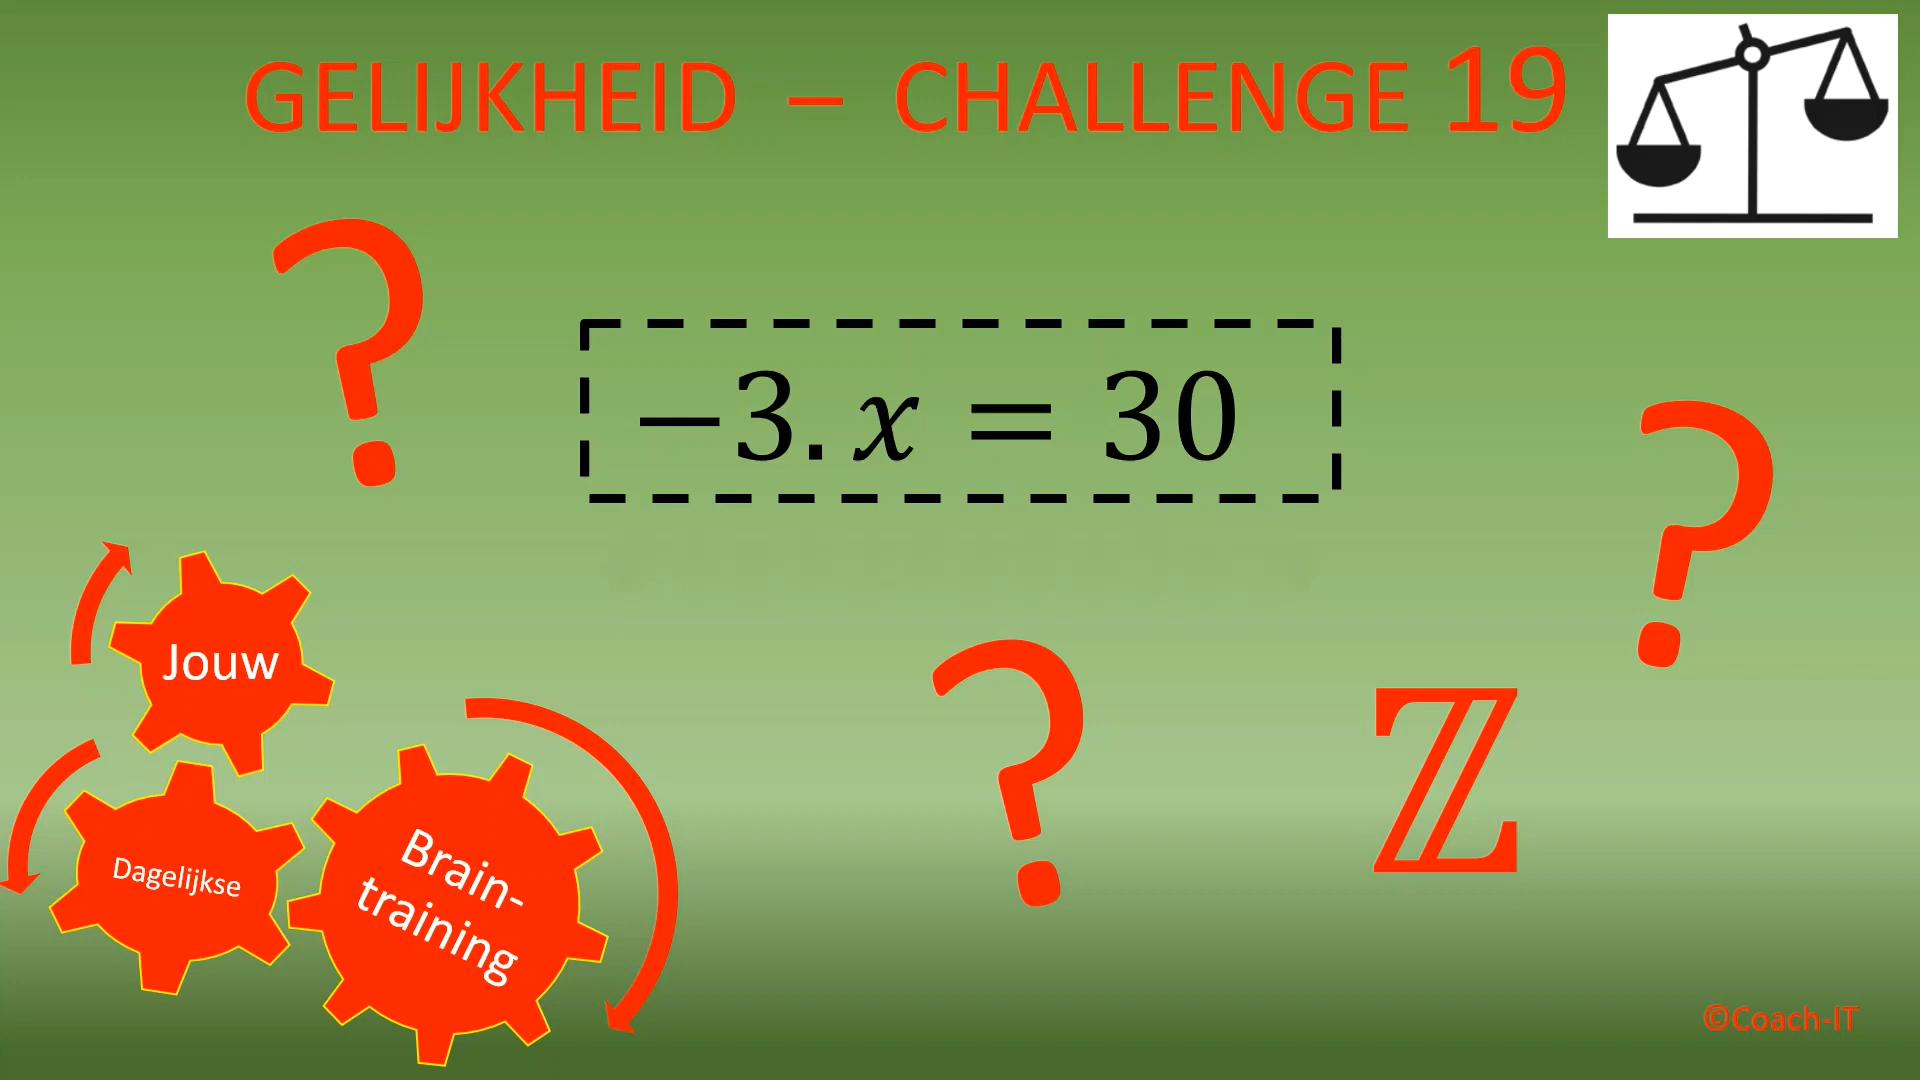 GELIJKHEID – CHALLENGE 19
?
−3. x = 30
?
Jouw
?
ℤ
Dagelijkse
Brain-
training
©Coach-IT